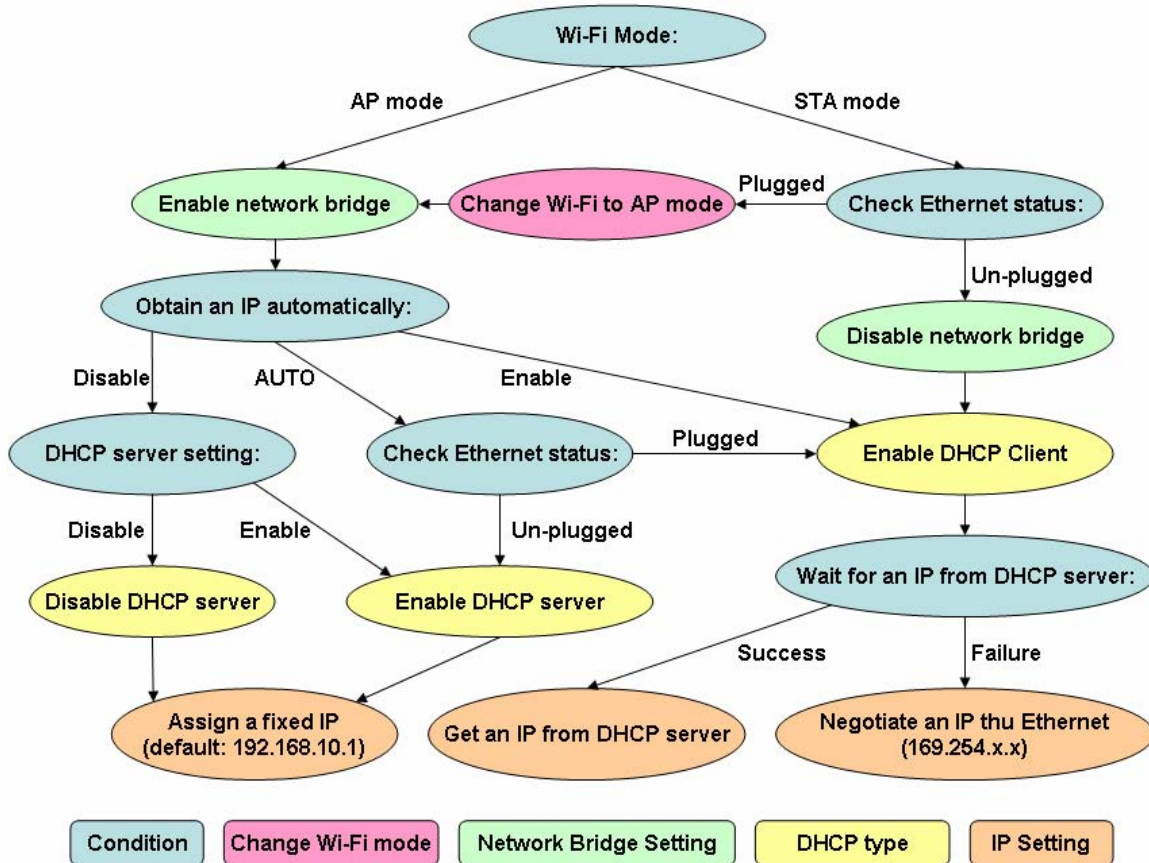 Wi-Fi Mode:
AP mode
STA mode
Enable network bridge
Change Wi-Fi to AP mode
Plugged
Check Ethernet status:
Un-plugged
Obtain an IP automatically:
Disable network bridge
Disable
AUTO
Enable
DHCP server setting:
Check Ethernet status:
Plugged
Enable DHCP Client
Disable
Enable
Un-plugged
Disable DHCP server
Enable DHCP server
Wait for an IP from DHCP server:
Success
Failure
Assign a fixed IP
(default: 192.168.10.1)
Get an IP from DHCP server
Negotiate an IP thu Ethernet
(169.254.x.x)
Condition
Change Wi-Fi mode
Network Bridge Setting
DHCP type
IP Setting